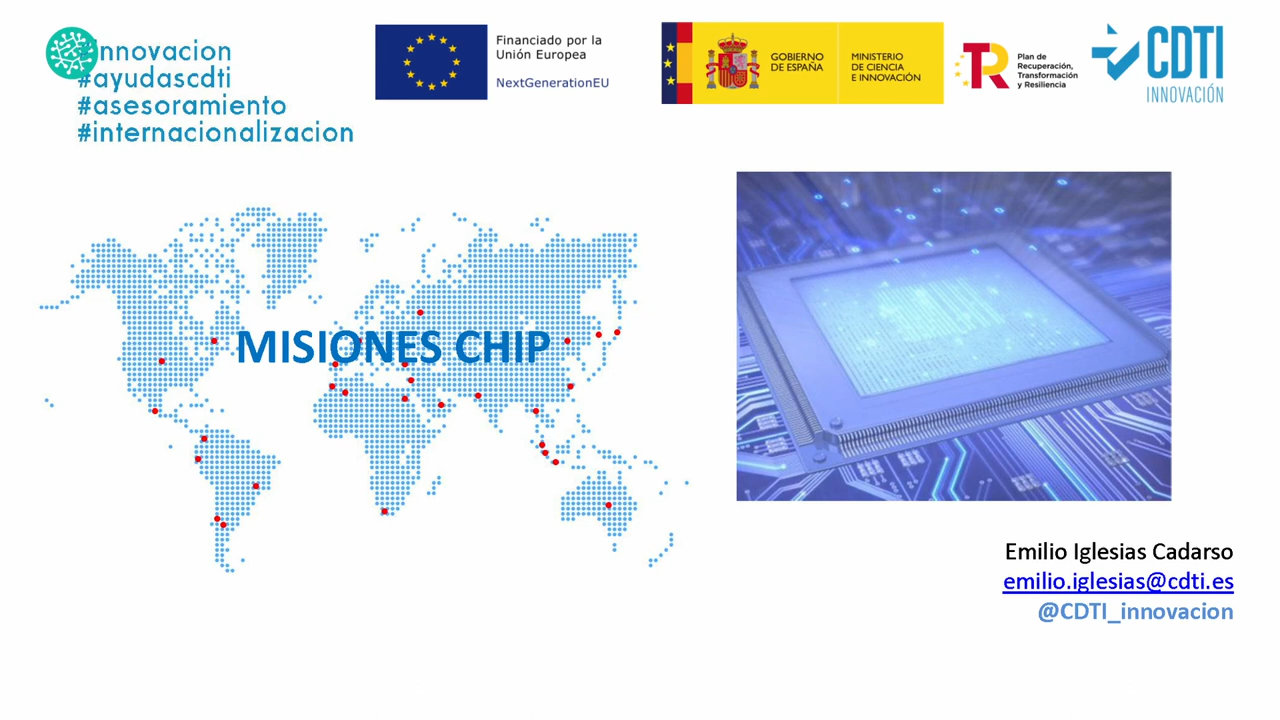 #innovacion
#ayudascdti
#asesoramiento
#internacionalizacion
Financiado por la
Unión Europea
NextGenerationEU
GOBIERNO
DE ESPAÑA
MINISTERIO
DE CIENCIA
E INNOVACIÓN
TR
Plan de
Recuperación,
Transformación
y Resiliencia
CDTI
INNOVACIÓN
MISIONES CHIP
Emilio Iglesias Cadarso
emilio.iglesias@cdti.es
@CDTI_innovacion